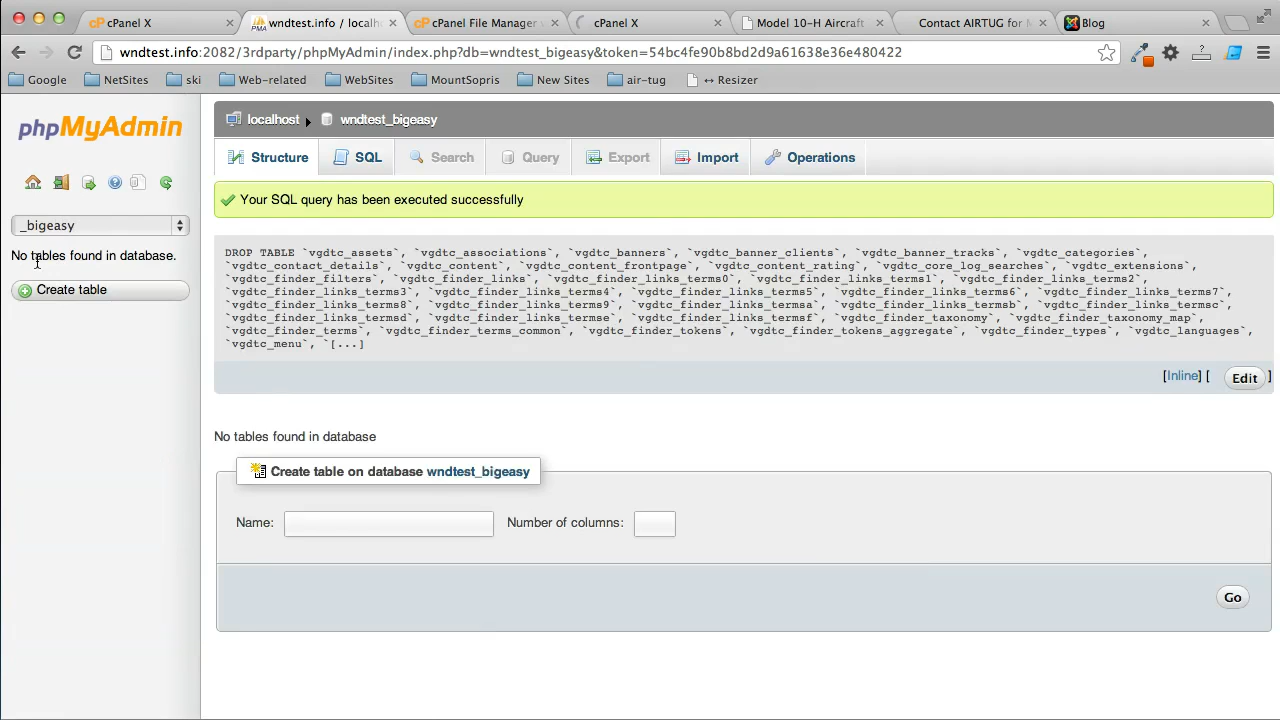 cPanel X
wndtest.info / localh
cPanel File Manager v
cPanel X
Model 10-H Aircraft
Contact AIRTUG for M
Blog
wndtest.info:2082/3rdparty/phpMyAdmin/index.php?db=wndtest_bigeasy&token=54bc4fe90b8bd2d9a61638e36e480422
Google NetSites ski Web-related WebSites MountSopris New Sites air-tug ↔ Resizer
phpMyAdmin
_bigeasy
No tables found in database.
Create table
localhost ▸ wndtest_bigeasy
Structure SQL Search Query Export Import Operations
Your SQL query has been executed successfully
DROP TABLE `vgdtc_assets`, `vgdtc_associations`, `vgdtc_banners`, `vgdtc_banner_clients`, `vgdtc_banner_tracks`, `vgdtc_categories`,
`vgdtc_contact_details`, `vgdtc_content`, `vgdtc_content_frontpage`, `vgdtc_content_rating`, `vgdtc_core_log_searches`, `vgdtc_extensions`,
`vgdtc_finder_filters`, `vgdtc_finder_links`, `vgdtc_finder_links_terms0`, `vgdtc_finder_links_terms1`, `vgdtc_finder_links_terms2`,
`vgdtc_finder_links_terms3`, `vgdtc_finder_links_terms4`, `vgdtc_finder_links_terms5`, `vgdtc_finder_links_terms6`, `vgdtc_finder_links_terms7`,
`vgdtc_finder_links_terms8`, `vgdtc_finder_links_terms9`, `vgdtc_finder_links_termsa`, `vgdtc_finder_links_termsb`, `vgdtc_finder_links_termsc`,
`vgdtc_finder_links_termsd`, `vgdtc_finder_links_termse`, `vgdtc_finder_links_termsf`, `vgdtc_finder_taxonomy`, `vgdtc_finder_taxonomy_map`,
`vgdtc_finder_terms`, `vgdtc_finder_terms_common`, `vgdtc_finder_tokens`, `vgdtc_finder_tokens_aggregate`, `vgdtc_finder_types`, `vgdtc_languages`,
`vgdtc_menu`, `[...]
[Inline] [ Edit ]
No tables found in database
Create table on database wndtest_bigeasy
Name: Number of columns:
Go